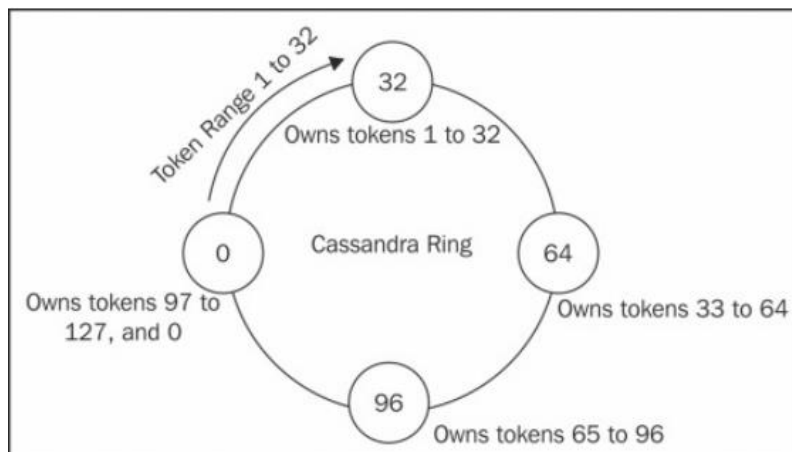 Token Range 1 to 32
32
Owns tokens 1 to 32
0
Cassandra Ring
64
Owns tokens 97 to
127, and 0
Owns tokens 33 to 64
96
Owns tokens 65 to 96